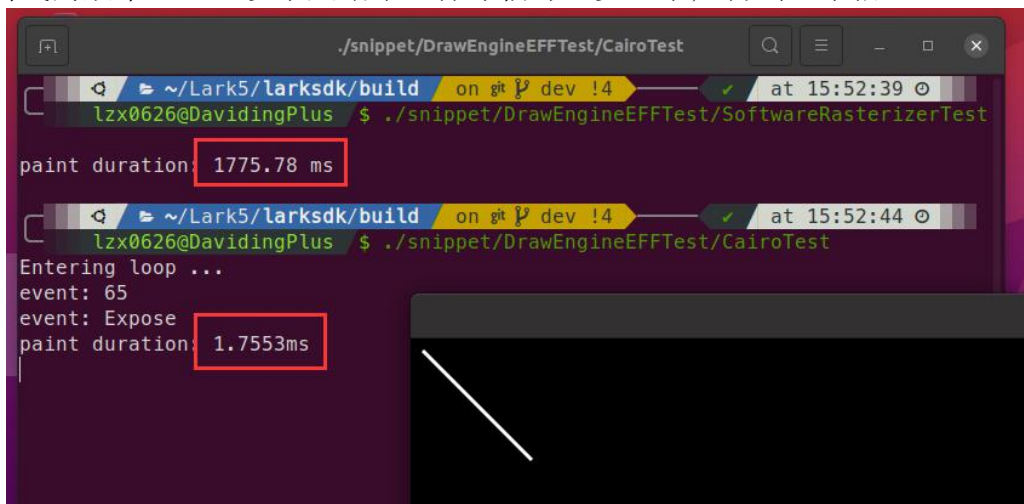 ./snippet/DrawEngineEFFTest/CairoTest
~/Lark5/larksdk/build on git dev !4 ✔ at 15:52:39
lzx0626@DavidingPlus $ ./snippet/DrawEngineEFFTest/SoftwareRasterizerTest
paint duration: 1775.78 ms
~/Lark5/larksdk/build on git dev !4 ✔ at 15:52:44
lzx0626@DavidingPlus $ ./snippet/DrawEngineEFFTest/CairoTest
Entering loop ...
event: 65
event: Expose
paint duration: 1.7553ms